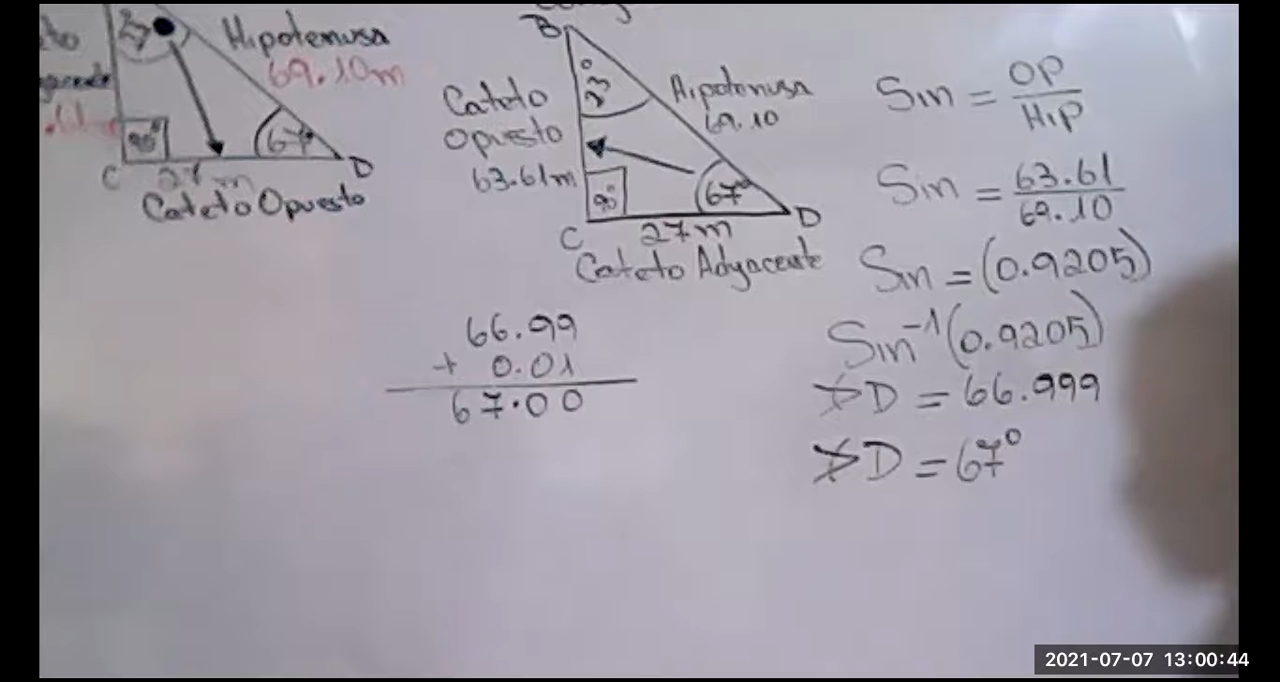 Hipotenusa
69.10m
90°
67°
C
27m
D
Cateto Opuesto
B
23°
Cateto
Opuesto
63.61m
Hipotenusa
69.10
90°
67°
C
27m
D
Cateto Adyacente
66.99
+ 0.01
67.00
Sin = OP
HIP
Sin = 63.61
69.10
Sin = (0.9205)
Sin⁻¹(0.9205)
∢D = 66.999
∢D = 67°
2021-07-07 13:00:44